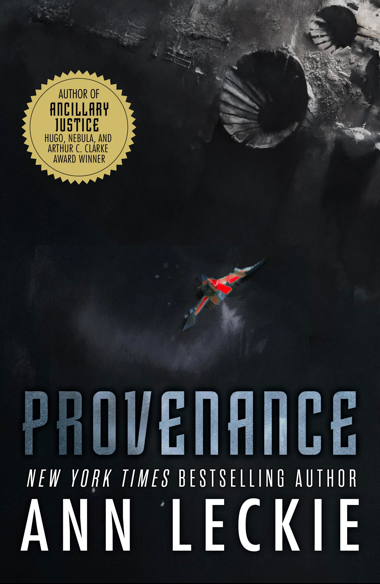 AUTHOR OF
ANCILLARY
JUSTICE
HUGO, NEBULA, AND
ARTHUR C. CLARKE
AWARD WINNER
PROVENANCE
NEW YORK TIMES BESTSELLING AUTHOR
ANN LECKIE